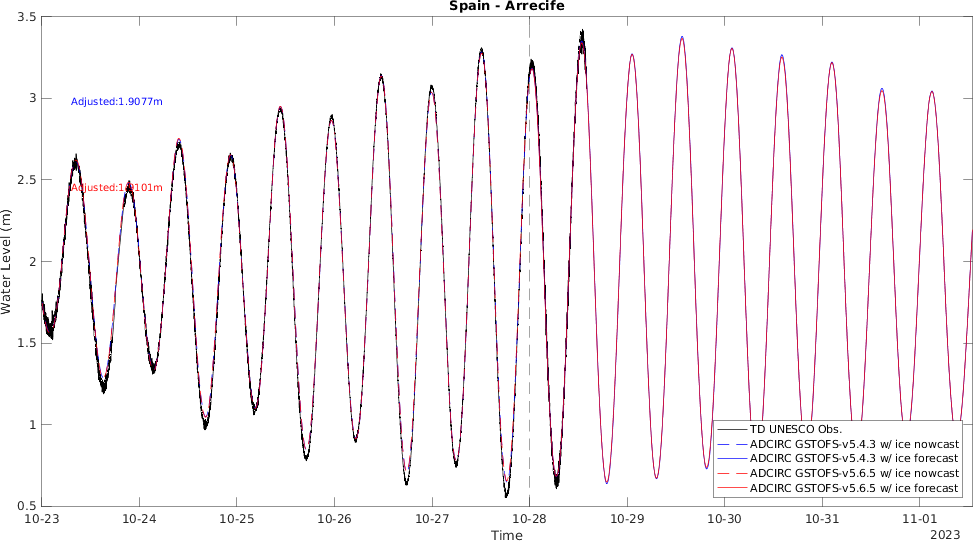 Spain - Arrecife
3.5
3
2.5
2
1.5
1
0.5
Water Level (m)
Adjusted:1.9077m
Adjusted:1.9101m
TD UNESCO Obs.
ADCIRC GSTOFS-v5.4.3 w/ ice nowcast
ADCIRC GSTOFS-v5.4.3 w/ ice forecast
ADCIRC GSTOFS-v5.6.5 w/ ice nowcast
ADCIRC GSTOFS-v5.6.5 w/ ice forecast
10-23 10-24 10-25 10-26 10-27 10-28 10-29 10-30 10-31 11-01
Time
2023